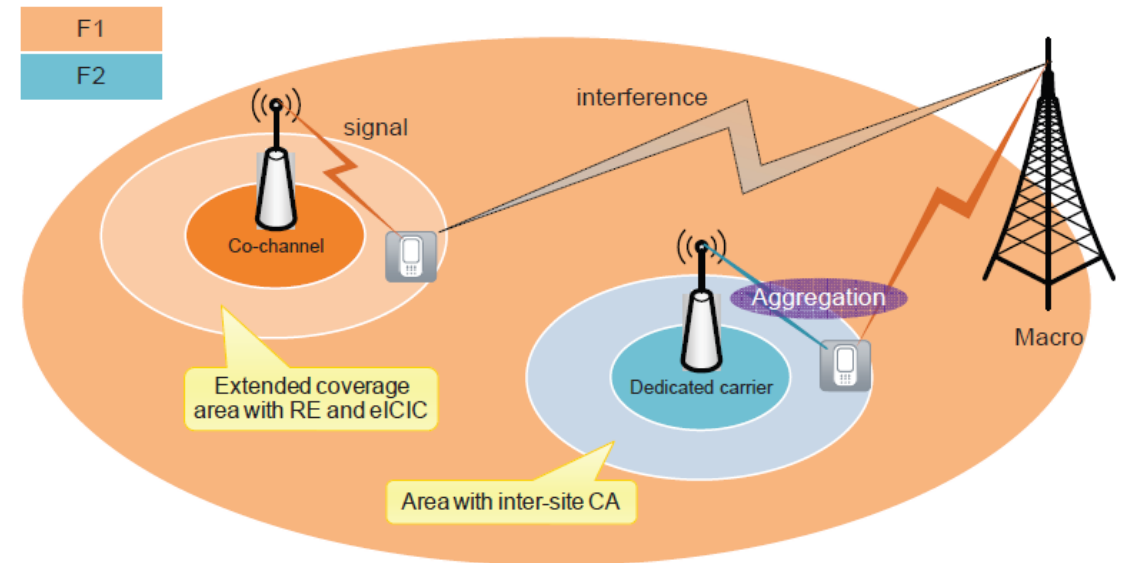 F1
F2
interference
signal
Co-channel
Aggregation
Macro
Dedicated carrier
Extended coverage
area with RE and eICIC
Area with inter-site CA